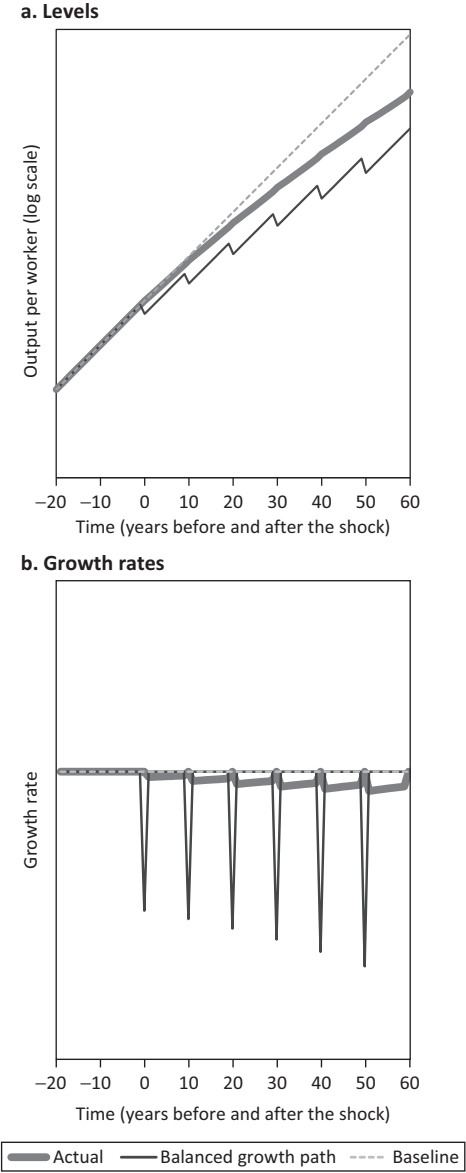 a. Levels
Output per worker (log scale)
−20 −10 0 10 20 30 40 50 60
Time (years before and after the shock)
b. Growth rates
Growth rate
−20 −10 0 10 20 30 40 50 60
Time (years before and after the shock)
Actual Balanced growth path Baseline